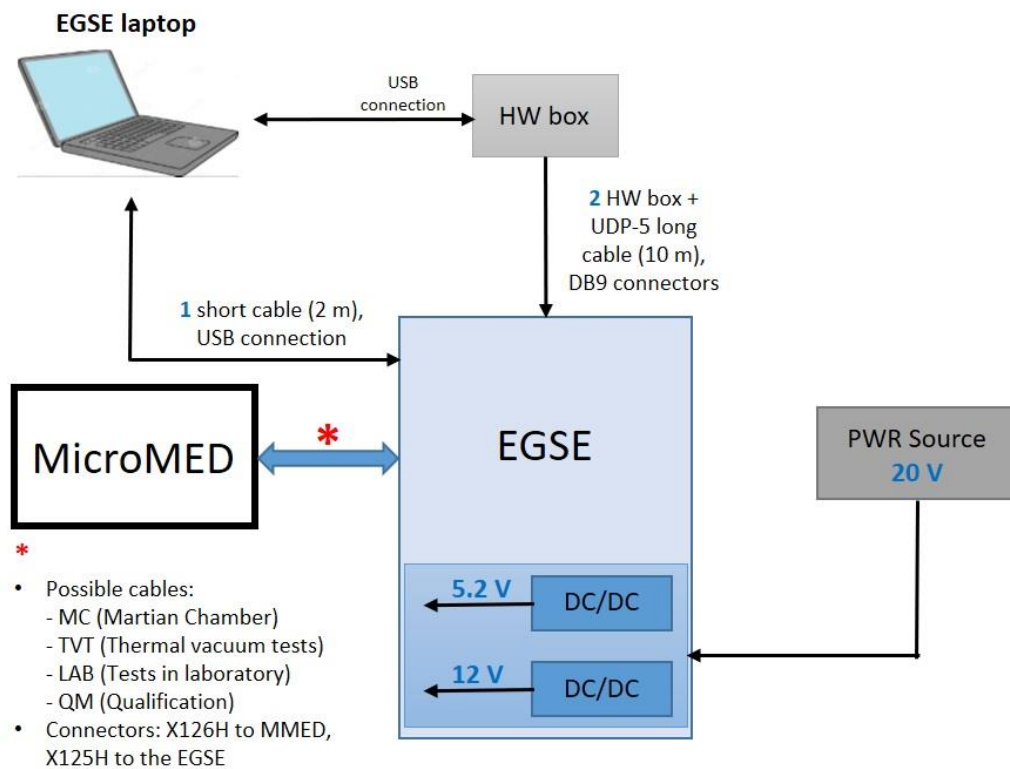 EGSE laptop
USB
connection
HW box
2 HW box +
UDP-5 long
cable (10 m),
DB9 connectors
1 short cable (2 m),
USB connection
MicroMED
*
EGSE
PWR Source
20 V
5.2 V
DC/DC
12 V
DC/DC
*
• Possible cables:
- MC (Martian Chamber)
- TVT (Thermal vacuum tests)
- LAB (Tests in laboratory)
- QM (Qualification)
• Connectors: X126H to MMED,
X125H to the EGSE